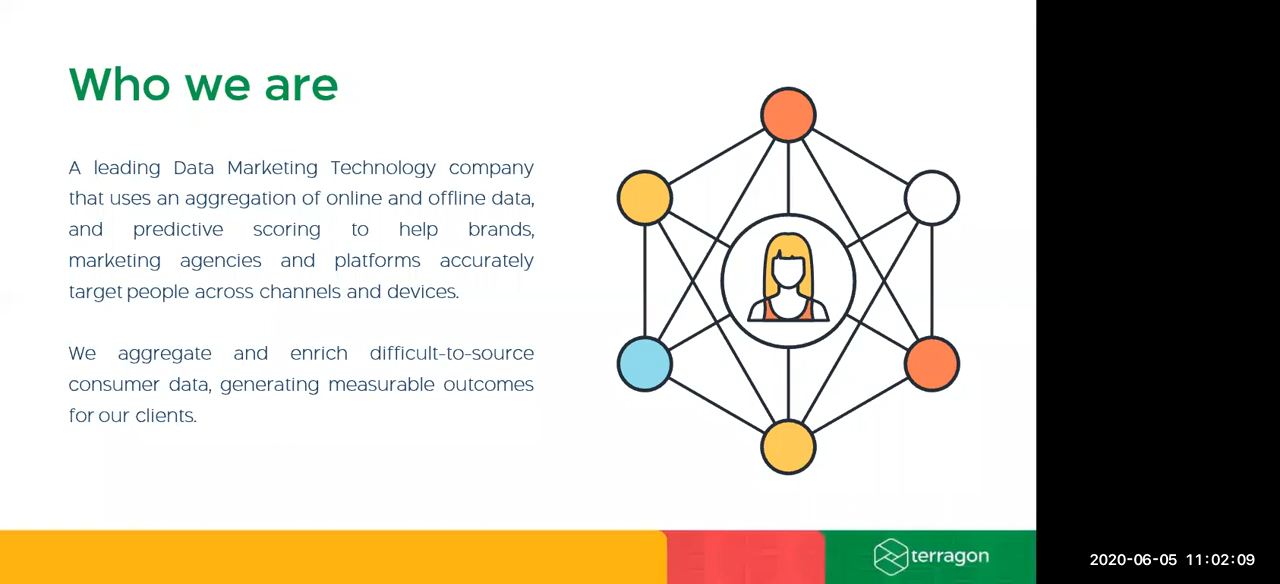 Who we are
A leading Data Marketing Technology company
that uses an aggregation of online and offline data,
and predictive scoring to help brands,
marketing agencies and platforms accurately
target people across channels and devices.
We aggregate and enrich difficult-to-source
consumer data, generating measurable outcomes
for our clients.
terragon
2020-06-05 11:02:09